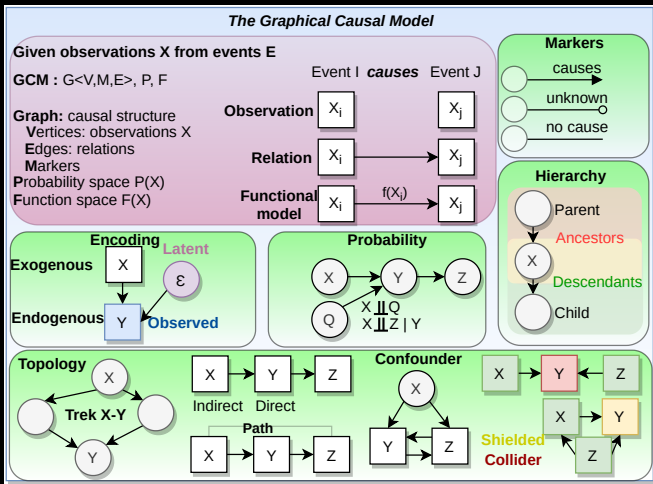 The Graphical Causal Model
Given observations X from events E
GCM : G<V,M,E>, P, F
Graph: causal structure
Vertices: observations X
Edges: relations
Markers
Probability space P(X)
Function space F(X)
Event I causes Event J
Observation Xi Xj
Relation Xi Xj
Functional model Xi f(Xi) Xj
Markers
causes
unknown
no cause
Hierarchy
Parent
Ancestors
X
Descendants
Child
Encoding
Latent
Exogenous X ε
Endogenous Y Observed
Probability
X Y Z
Q
X ⫫ Q
X ⫫ Z | Y
Topology
X
Trek X-Y
Y
X Y Z
Indirect Direct
Path
X Y Z
Confounder
X
Y Z
X Y Z
X Y
Z
Shielded
Collider